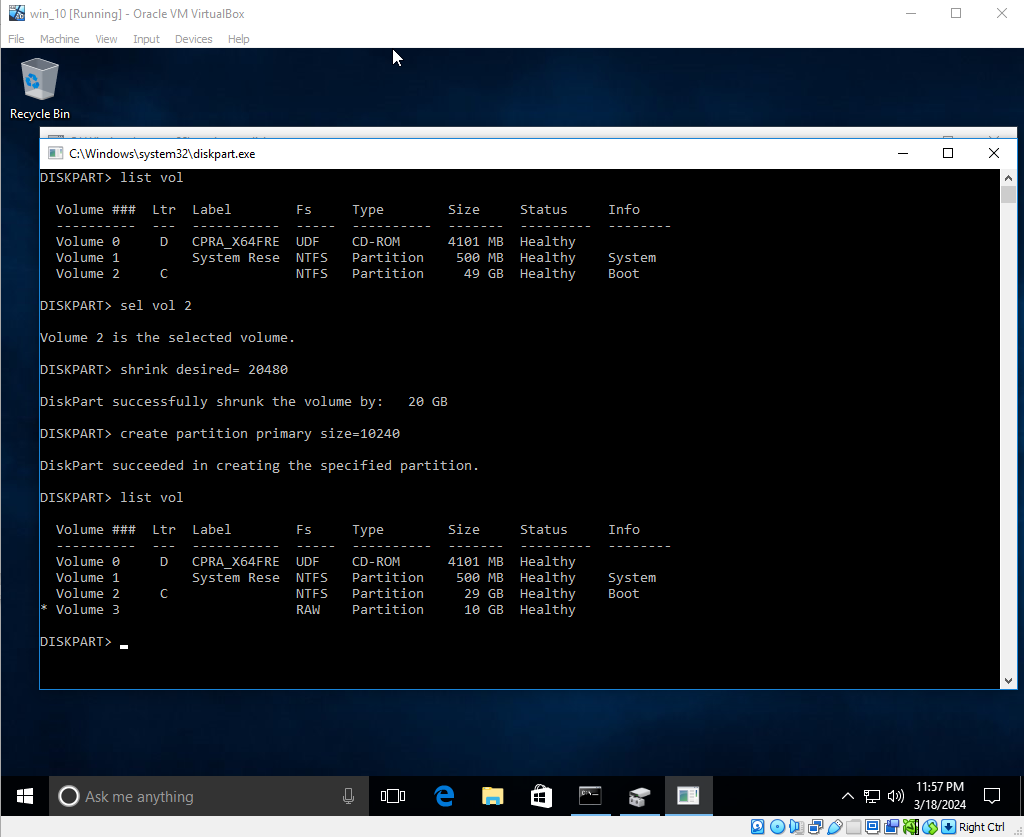 win_10 [Running] - Oracle VM VirtualBox
File Machine View Input Devices Help
Recycle Bin
C:\Windows\system32\diskpart.exe
DISKPART> list vol
Volume ### Ltr Label Fs Type Size Status Info
---------- --- ----------- ----- ---------- ------- --------- --------
Volume 0 D CPRA_X64FRE UDF CD-ROM 4101 MB Healthy
Volume 1 System Rese NTFS Partition 500 MB Healthy System
Volume 2 C NTFS Partition 49 GB Healthy Boot
DISKPART> sel vol 2
Volume 2 is the selected volume.
DISKPART> shrink desired= 20480
DiskPart successfully shrunk the volume by: 20 GB
DISKPART> create partition primary size=10240
DiskPart succeeded in creating the specified partition.
DISKPART> list vol
Volume ### Ltr Label Fs Type Size Status Info
---------- --- ----------- ----- ---------- ------- --------- --------
Volume 0 D CPRA_X64FRE UDF CD-ROM 4101 MB Healthy
Volume 1 System Rese NTFS Partition 500 MB Healthy System
Volume 2 C NTFS Partition 29 GB Healthy Boot
* Volume 3 RAW Partition 10 GB Healthy
DISKPART>
Ask me anything
11:57 PM
3/18/2024
Right Ctrl